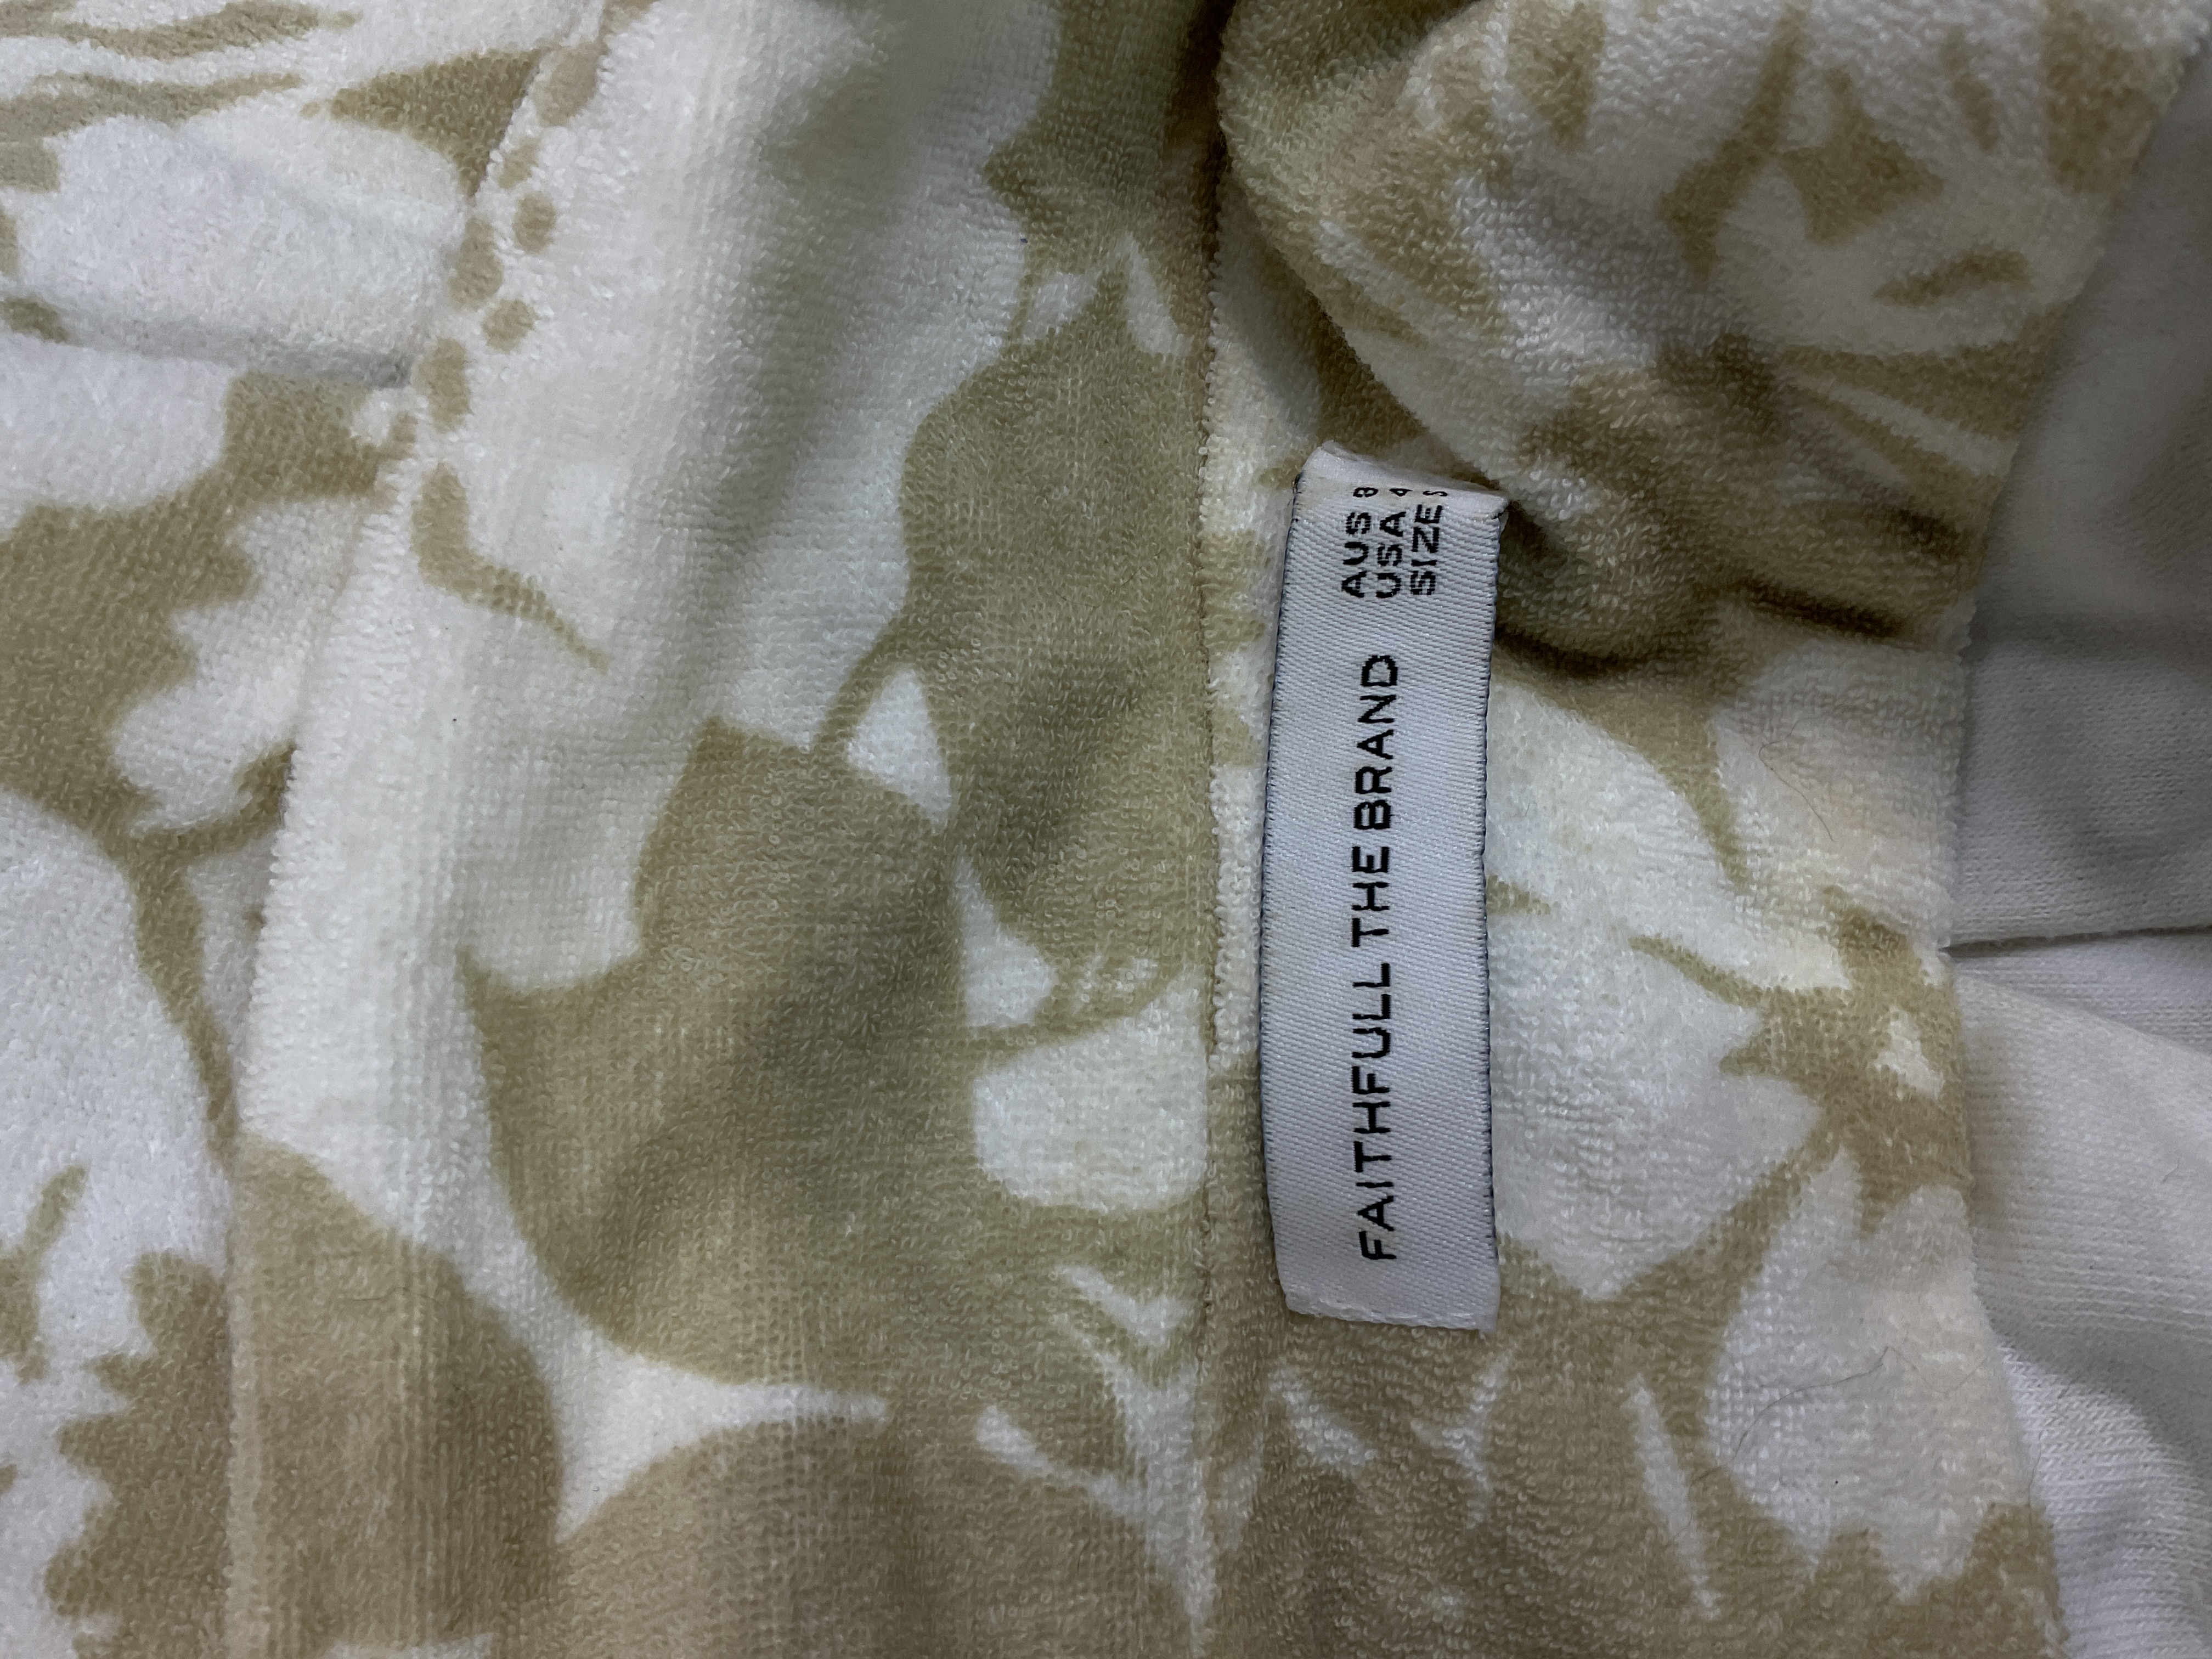 FAITHFULL THE BRAND
AUS 8
USA 4
SIZE S